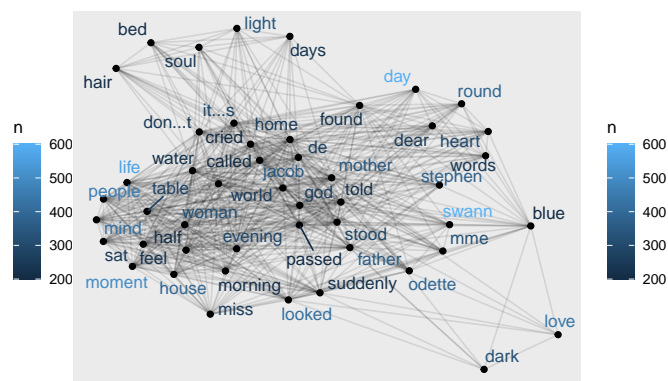 bed
light
soul
days
hair
day
round
don...t
it...s
home
found
cried
de
dear
heart
water
called
words
life
jacob
mother
stephen
people
table
world
god
told
woman
swann
blue
mind
half
evening
stood
mme
sat
feel
passed
father
moment
house
morning
suddenly
odette
miss
looked
love
dark
n
600
500
400
300
200
n
600
500
400
300
200